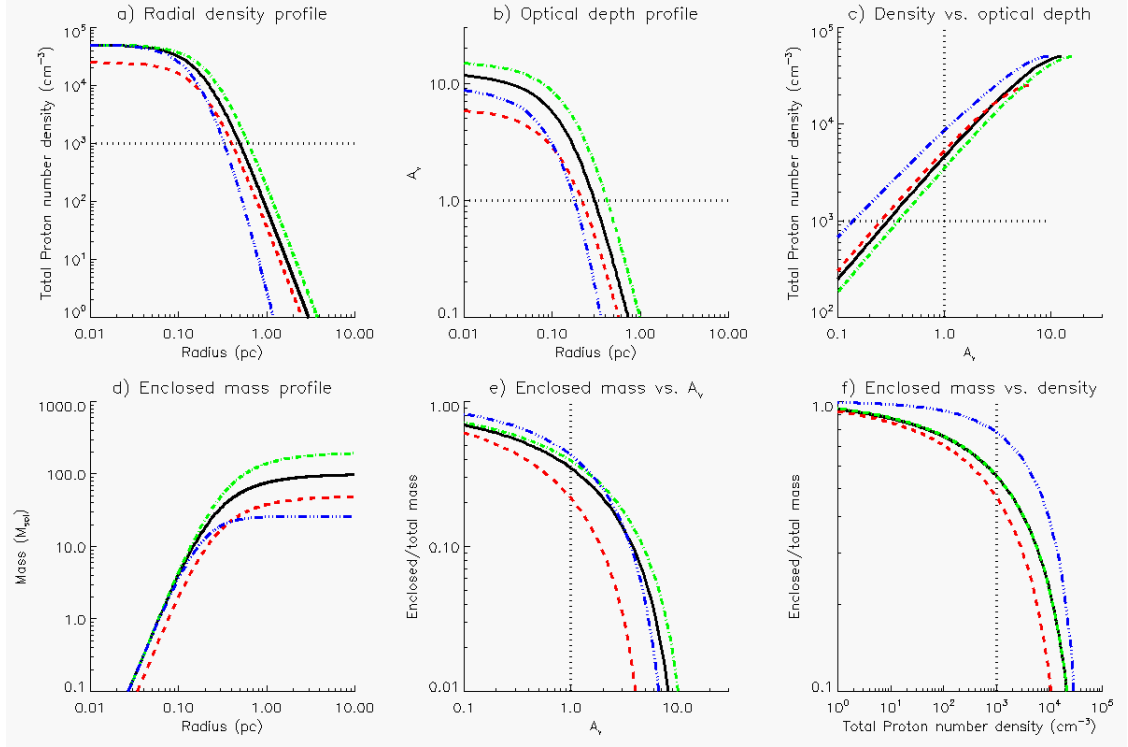 a) Radial density profile
Total Proton number density (cm⁻³)
10⁵
10⁴
10³
10²
10¹
10⁰
0.01 0.10 1.00 10.00
Radius (pc)
b) Optical depth profile
Aᵥ
10.0
1.0
0.1
0.01 0.10 1.00 10.00
Radius (pc)
c) Density vs. optical depth
Total Proton number density (cm⁻³)
10⁵
10⁴
10³
10²
0.1 1.0 10.0
Aᵥ
d) Enclosed mass profile
Mass (Mₛₒₗ)
1000.0
100.0
10.0
1.0
0.1
0.01 0.10 1.00 10.00
Radius (pc)
e) Enclosed mass vs. Aᵥ
Enclosed/total mass
1.00
0.10
0.01
0.1 1.0 10.0
Aᵥ
f) Enclosed mass vs. density
Enclosed/total mass
1.0
0.1
10⁰ 10¹ 10² 10³ 10⁴ 10⁵
Total Proton number density (cm⁻³)